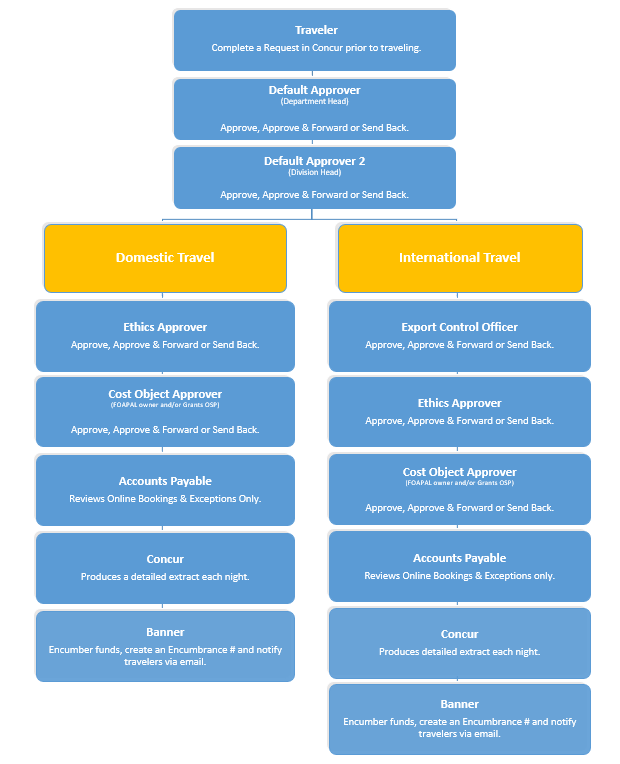 Traveler
Complete a Request in Concur prior to traveling.
Default Approver
(Department Head)
Approve, Approve & Forward or Send Back.
Default Approver 2
(Division Head)
Approve, Approve & Forward or Send Back.
Domestic Travel
Ethics Approver
Approve, Approve & Forward or Send Back.
Cost Object Approver
(FOAPAL owner and/or Grants OSP)
Approve, Approve & Forward or Send Back.
Accounts Payable
Reviews Online Bookings & Exceptions Only.
Concur
Produces a detailed extract each night.
Banner
Encumber funds, create an Encumbrance # and notify
travelers via email.
International Travel
Export Control Officer
Approve, Approve & Forward or Send Back.
Ethics Approver
Approve, Approve & Forward or Send Back.
Cost Object Approver
(FOAPAL owner and/or Grants OSP)
Approve, Approve & Forward or Send Back.
Accounts Payable
Reviews Online Bookings & Exceptions only.
Concur
Produces detailed extract each night.
Banner
Encumber funds, create an Encumbrance # and notify
travelers via email.